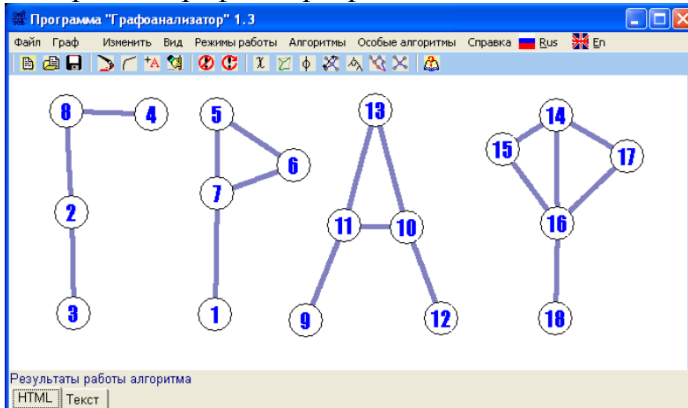 Программа "Графоанализатор" 1.3
Файл Граф Изменить Вид Режимы работы Алгоритмы Особые алгоритмы Справка Rus En
8 4 5 13 14
15 17
6
2 7 11 10 16
3 1 9 12 18
Результаты работы алгоритма
HTML Текст